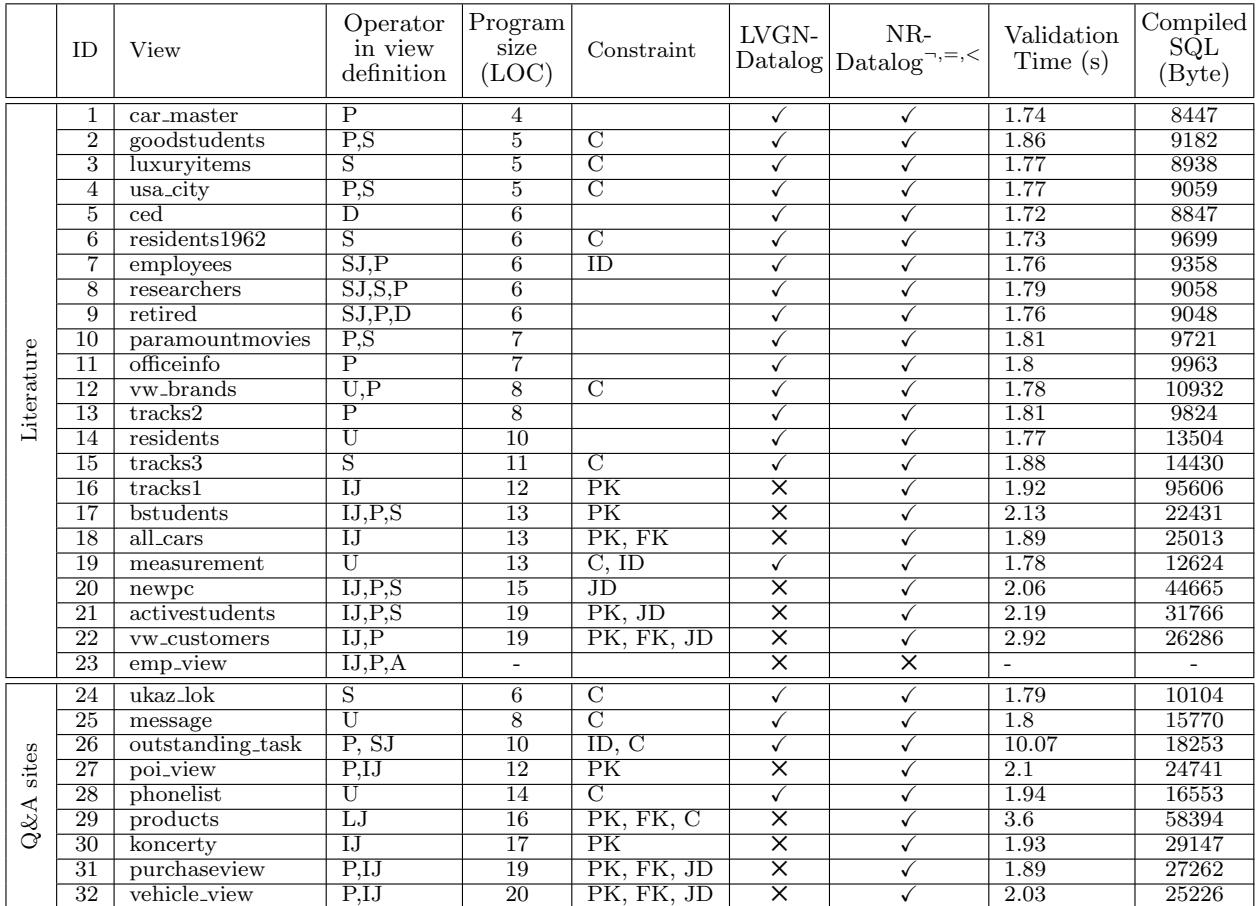 ID View Operator in view definition Program size (LOC) Constraint LVGN-Datalog NR-Datalog¬,=,< Validation Time (s) Compiled SQL (Byte)
Literature
1 car_master P 4 ✓ ✓ 1.74 8447
2 goodstudents P,S 5 C ✓ ✓ 1.86 9182
3 luxuryitems S 5 C ✓ ✓ 1.77 8938
4 usa_city P,S 5 C ✓ ✓ 1.77 9059
5 ced D 6 ✓ ✓ 1.72 8847
6 residents1962 S 6 C ✓ ✓ 1.73 9699
7 employees SJ,P 6 ID ✓ ✓ 1.76 9358
8 researchers SJ,S,P 6 ✓ ✓ 1.79 9058
9 retired SJ,P,D 6 ✓ ✓ 1.76 9048
10 paramountmovies P,S 7 ✓ ✓ 1.81 9721
11 officeinfo P 7 ✓ ✓ 1.8 9963
12 vw_brands U,P 8 C ✓ ✓ 1.78 10932
13 tracks2 P 8 ✓ ✓ 1.81 9824
14 residents U 10 ✓ ✓ 1.77 13504
15 tracks3 S 11 C ✓ ✓ 1.88 14430
16 tracks1 IJ 12 PK ✕ ✓ 1.92 95606
17 bstudents IJ,P,S 13 PK ✕ ✓ 2.13 22431
18 all_cars IJ 13 PK, FK ✕ ✓ 1.89 25013
19 measurement U 13 C, ID ✓ ✓ 1.78 12624
20 newpc IJ,P,S 15 JD ✕ ✓ 2.06 44665
21 activestudents IJ,P,S 19 PK, JD ✕ ✓ 2.19 31766
22 vw_customers IJ,P 19 PK, FK, JD ✕ ✓ 2.92 26286
23 emp_view IJ,P,A - ✕ ✕ - -
Q&A sites
24 ukaz_lok S 6 C ✓ ✓ 1.79 10104
25 message U 8 C ✓ ✓ 1.8 15770
26 outstanding_task P, SJ 10 ID, C ✓ ✓ 10.07 18253
27 poi_view P,IJ 12 PK ✕ ✓ 2.1 24741
28 phonelist U 14 C ✓ ✓ 1.94 16553
29 products LJ 16 PK, FK, C ✕ ✓ 3.6 58394
30 koncerty IJ 17 PK ✕ ✓ 1.93 29147
31 purchaseview P,IJ 19 PK, FK, JD ✕ ✓ 1.89 27262
32 vehicle_view P,IJ 20 PK, FK, JD ✕ ✓ 2.03 25226